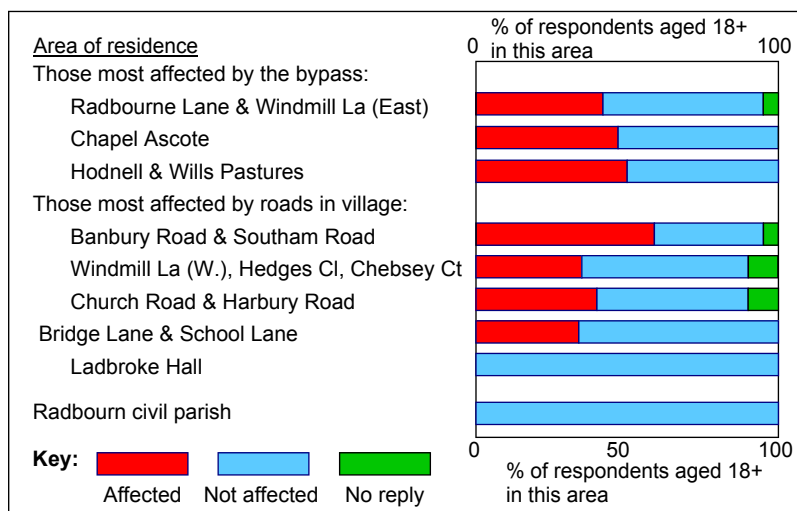 Area of residence
% of respondents aged 18+
0 in this area 100
Those most affected by the bypass:
Radbourne Lane & Windmill La (East)
Chapel Ascote
Hodnell & Wills Pastures
Those most affected by roads in village:
Banbury Road & Southam Road
Windmill La (W.), Hedges Cl, Chebsey Ct
Church Road & Harbury Road
Bridge Lane & School Lane
Ladbroke Hall
Radbourn civil parish
0 50 100
% of respondents aged 18+
in this area
Key:
Affected Not affected No reply